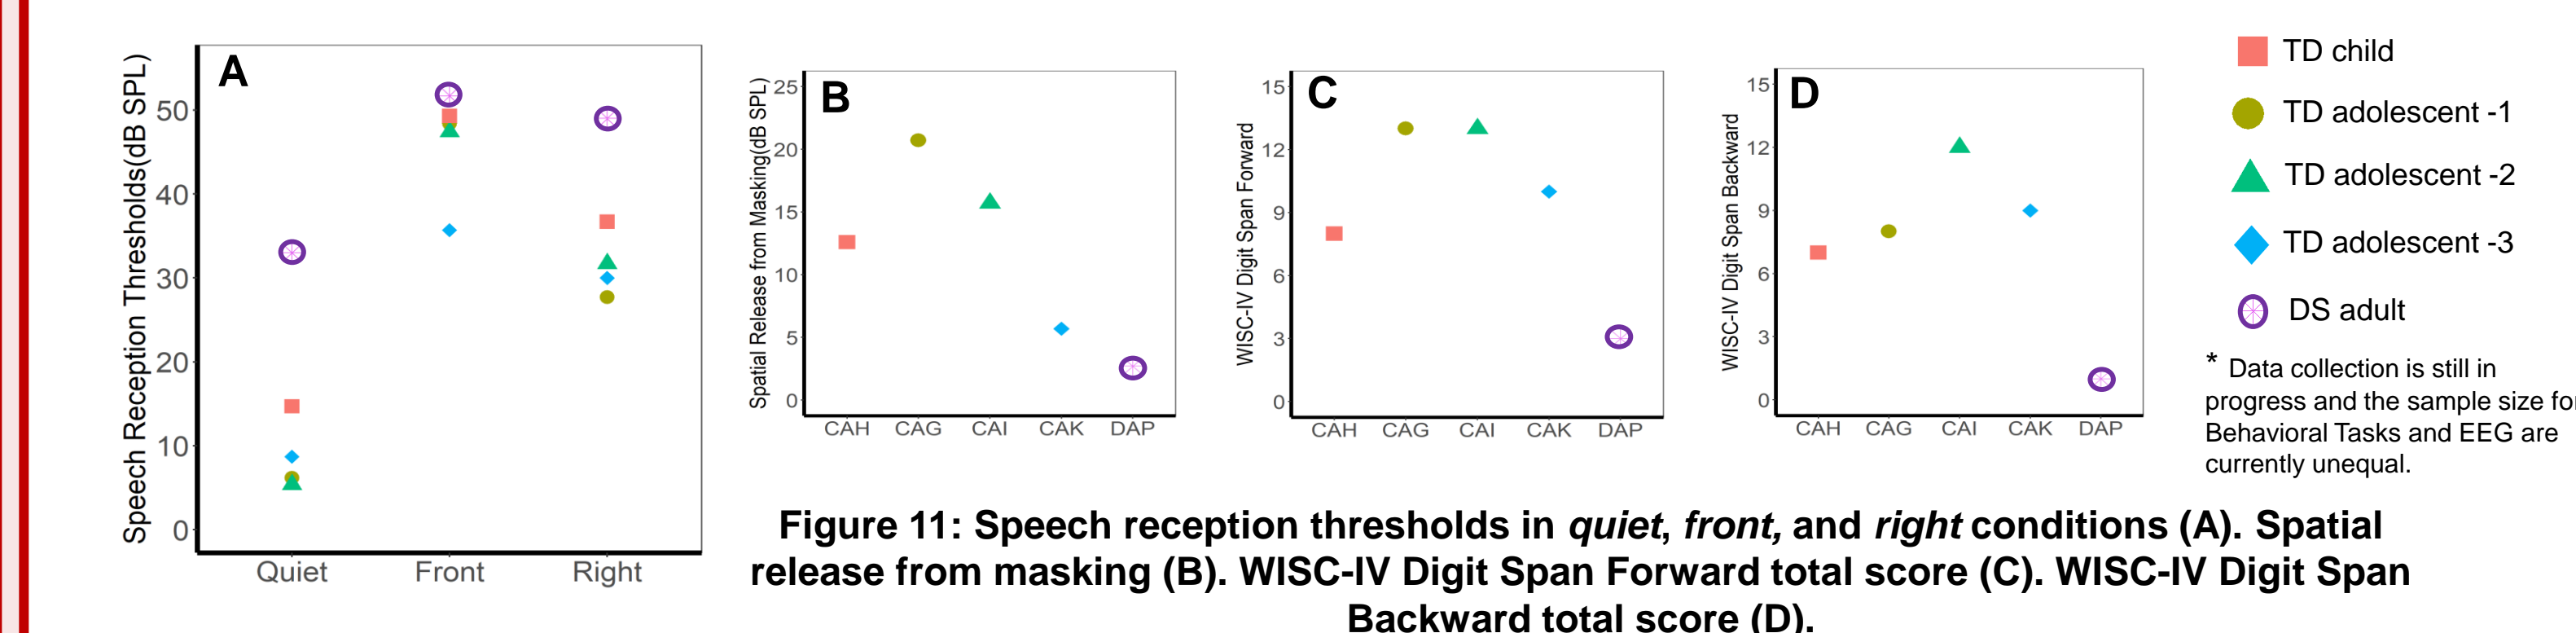 A
Speech Reception Thresholds(dB SPL)
50
40
30
20
10
0
Quiet Front Right
B
Spatial Release from Masking(dB SPL)
25
20
15
10
5
0
CAH CAG CAI CAK DAP
C
WISC-IV Digit Span Forward
15
12
9
6
3
0
CAH CAG CAI CAK DAP
D
WISC-IV Digit Span Backward
15
12
9
6
3
0
CAH CAG CAI CAK DAP
TD child
TD adolescent -1
TD adolescent -2
TD adolescent -3
DS adult
* Data collection is still in
progress and the sample size for
Behavioral Tasks and EEG are
currently unequal.
Figure 11: Speech reception thresholds in quiet, front, and right conditions (A). Spatial
release from masking (B). WISC-IV Digit Span Forward total score (C). WISC-IV Digit Span
Backward total score (D).